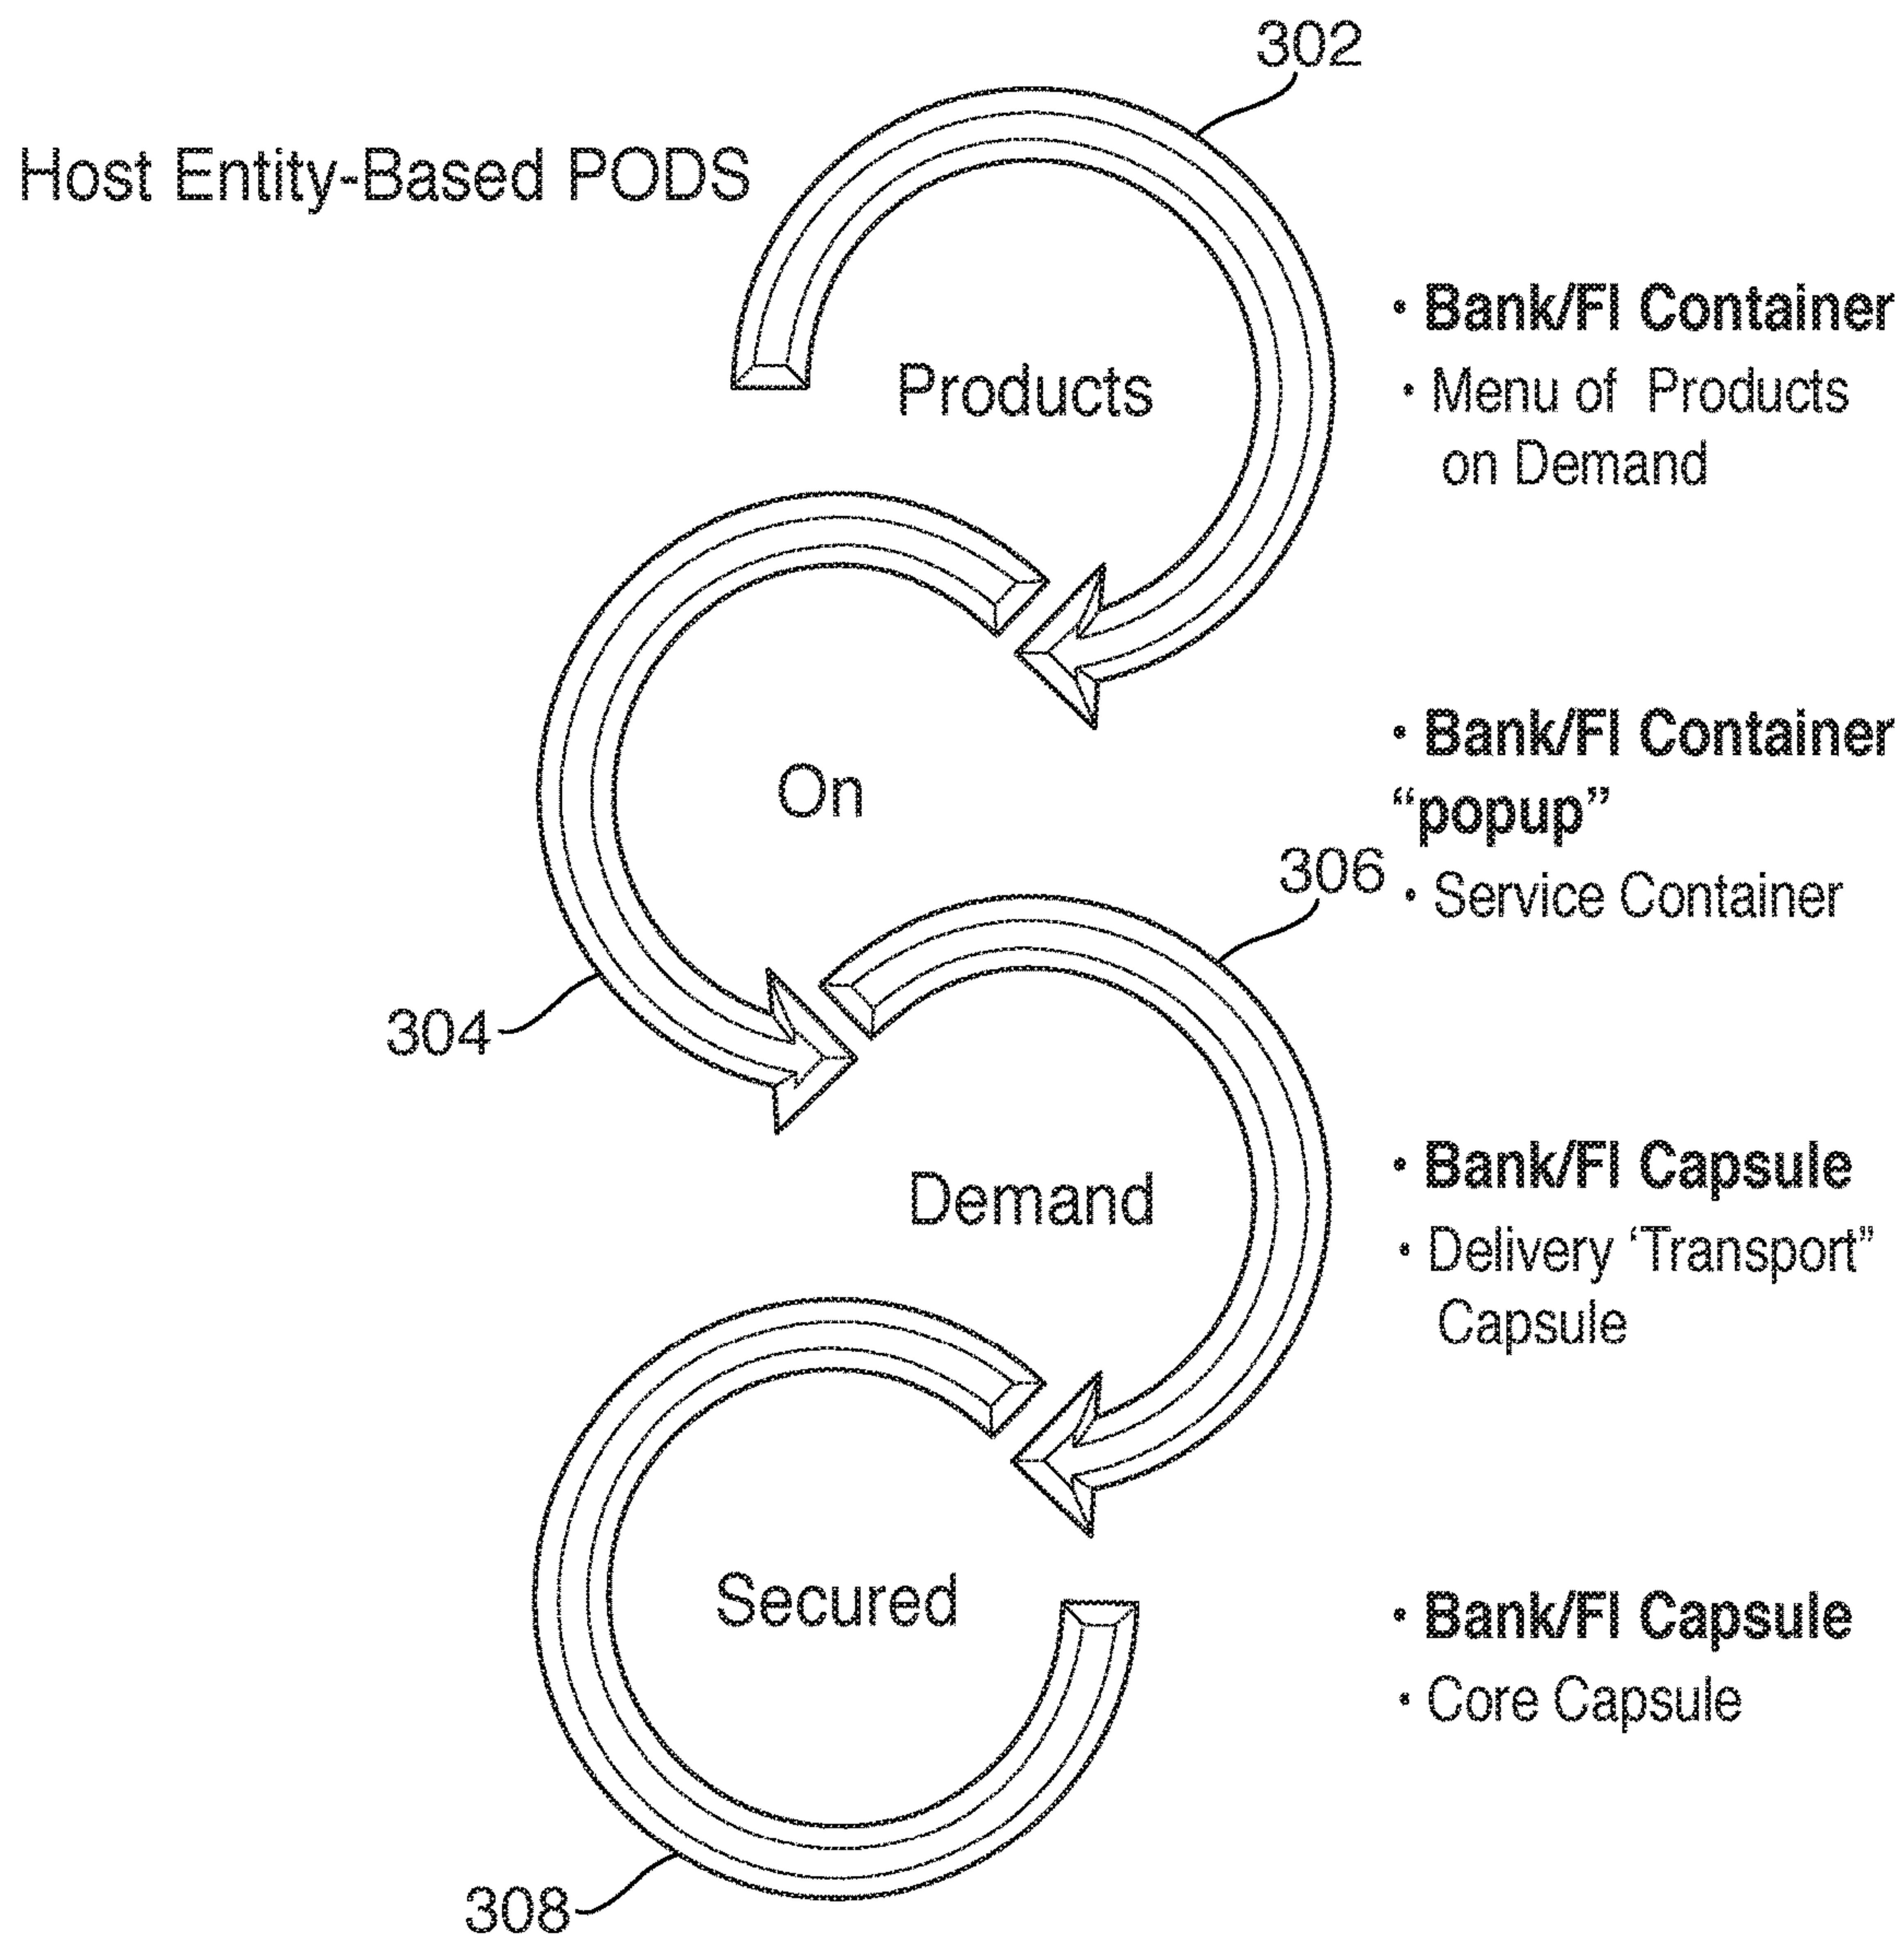 302
Host Entity-Based PODS
Products
• Bank/FI Container
• Menu of Products
on Demand
On
• Bank/FI Container
“popup”
• Service Container
306
304
Demand
• Bank/FI Capsule
• Delivery ‘Transport”
Capsule
Secured
• Bank/FI Capsule
• Core Capsule
308